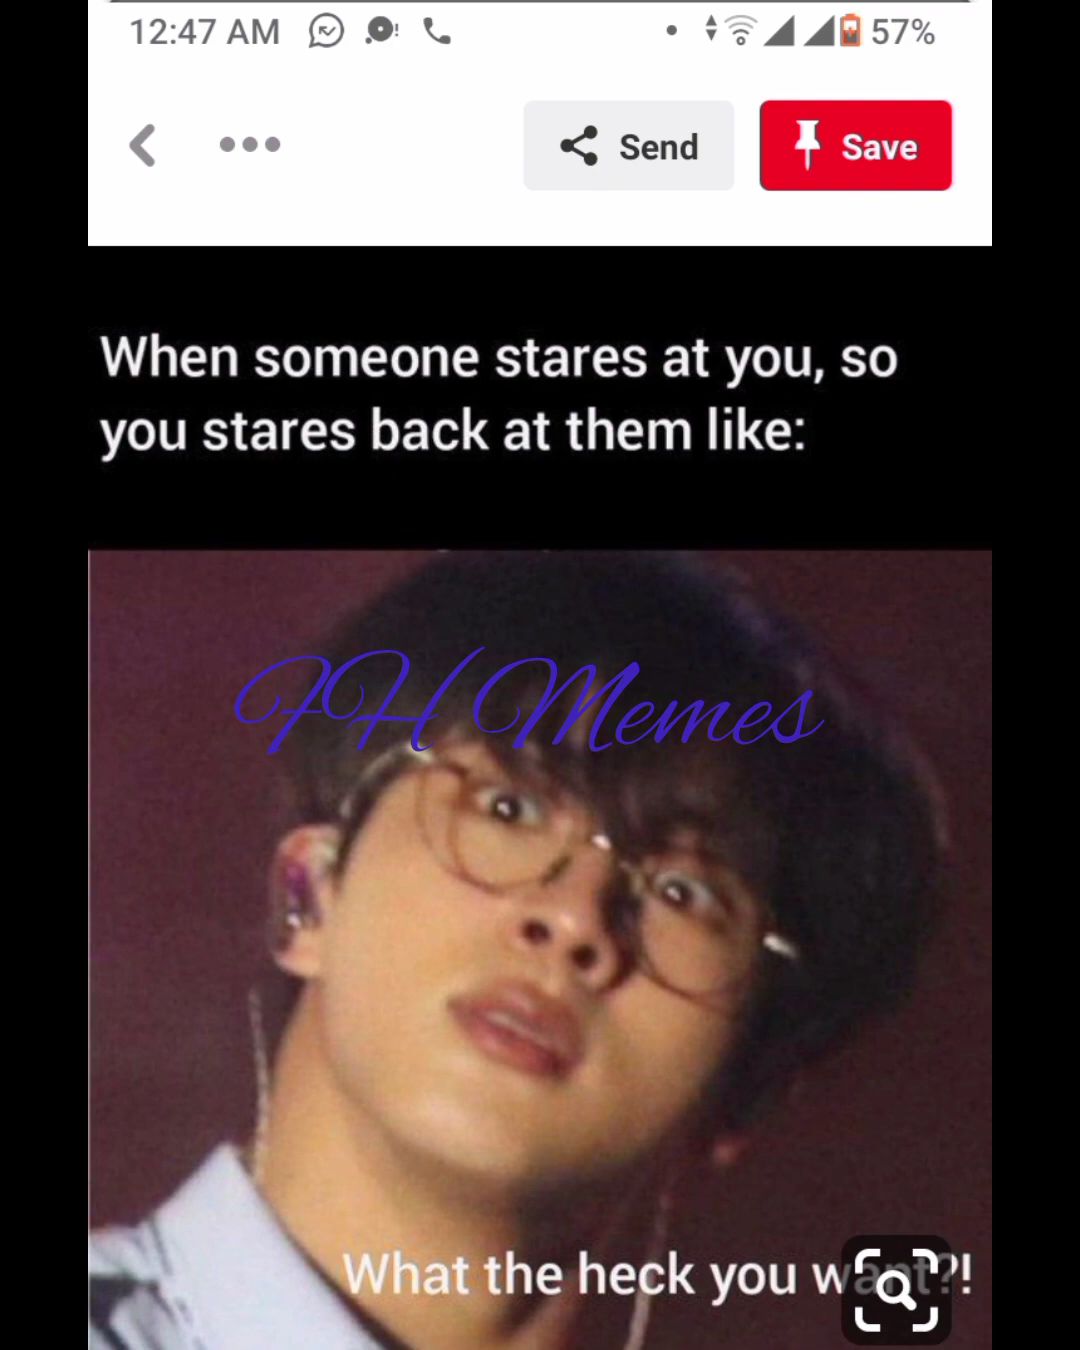 12:47 AM 57%
Send Save
When someone stares at you, so
you stares back at them like:
FH Memes
What the heck you want?!